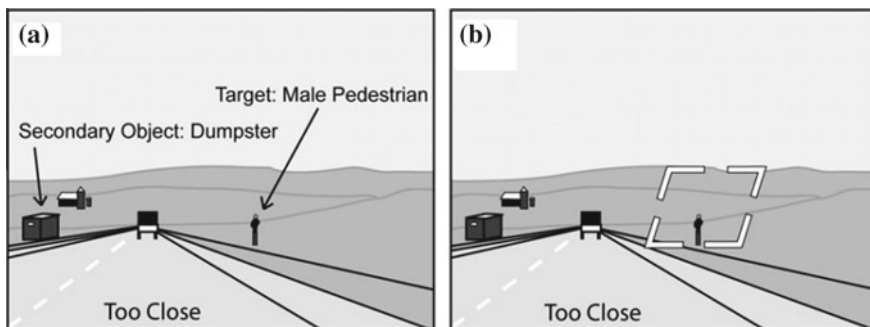 (a)
Target: Male Pedestrian
Secondary Object: Dumpster
Too Close
(b)
Too Close